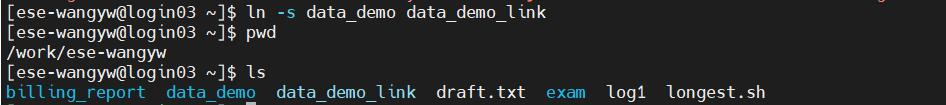 [ese-wangyw@login03 ~]$ ln -s data_demo data_demo_link
[ese-wangyw@login03 ~]$ pwd
/work/ese-wangyw
[ese-wangyw@login03 ~]$ ls
billing_report  data_demo  data_demo_link  draft.txt  exam  log1  longest.sh